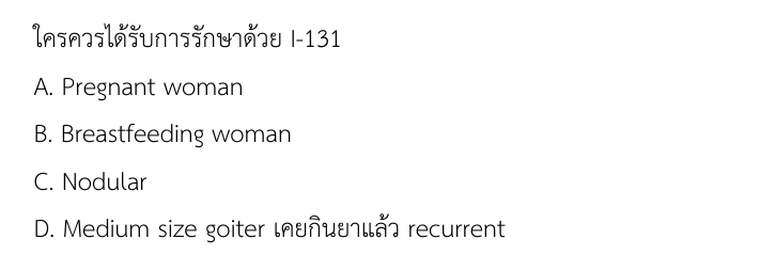 ใครควรได้รับการรักษาด้วย I-131
A. Pregnant woman
B. Breastfeeding woman
C. Nodular
D. Medium size goiter เคยกินยาแล้ว recurrent